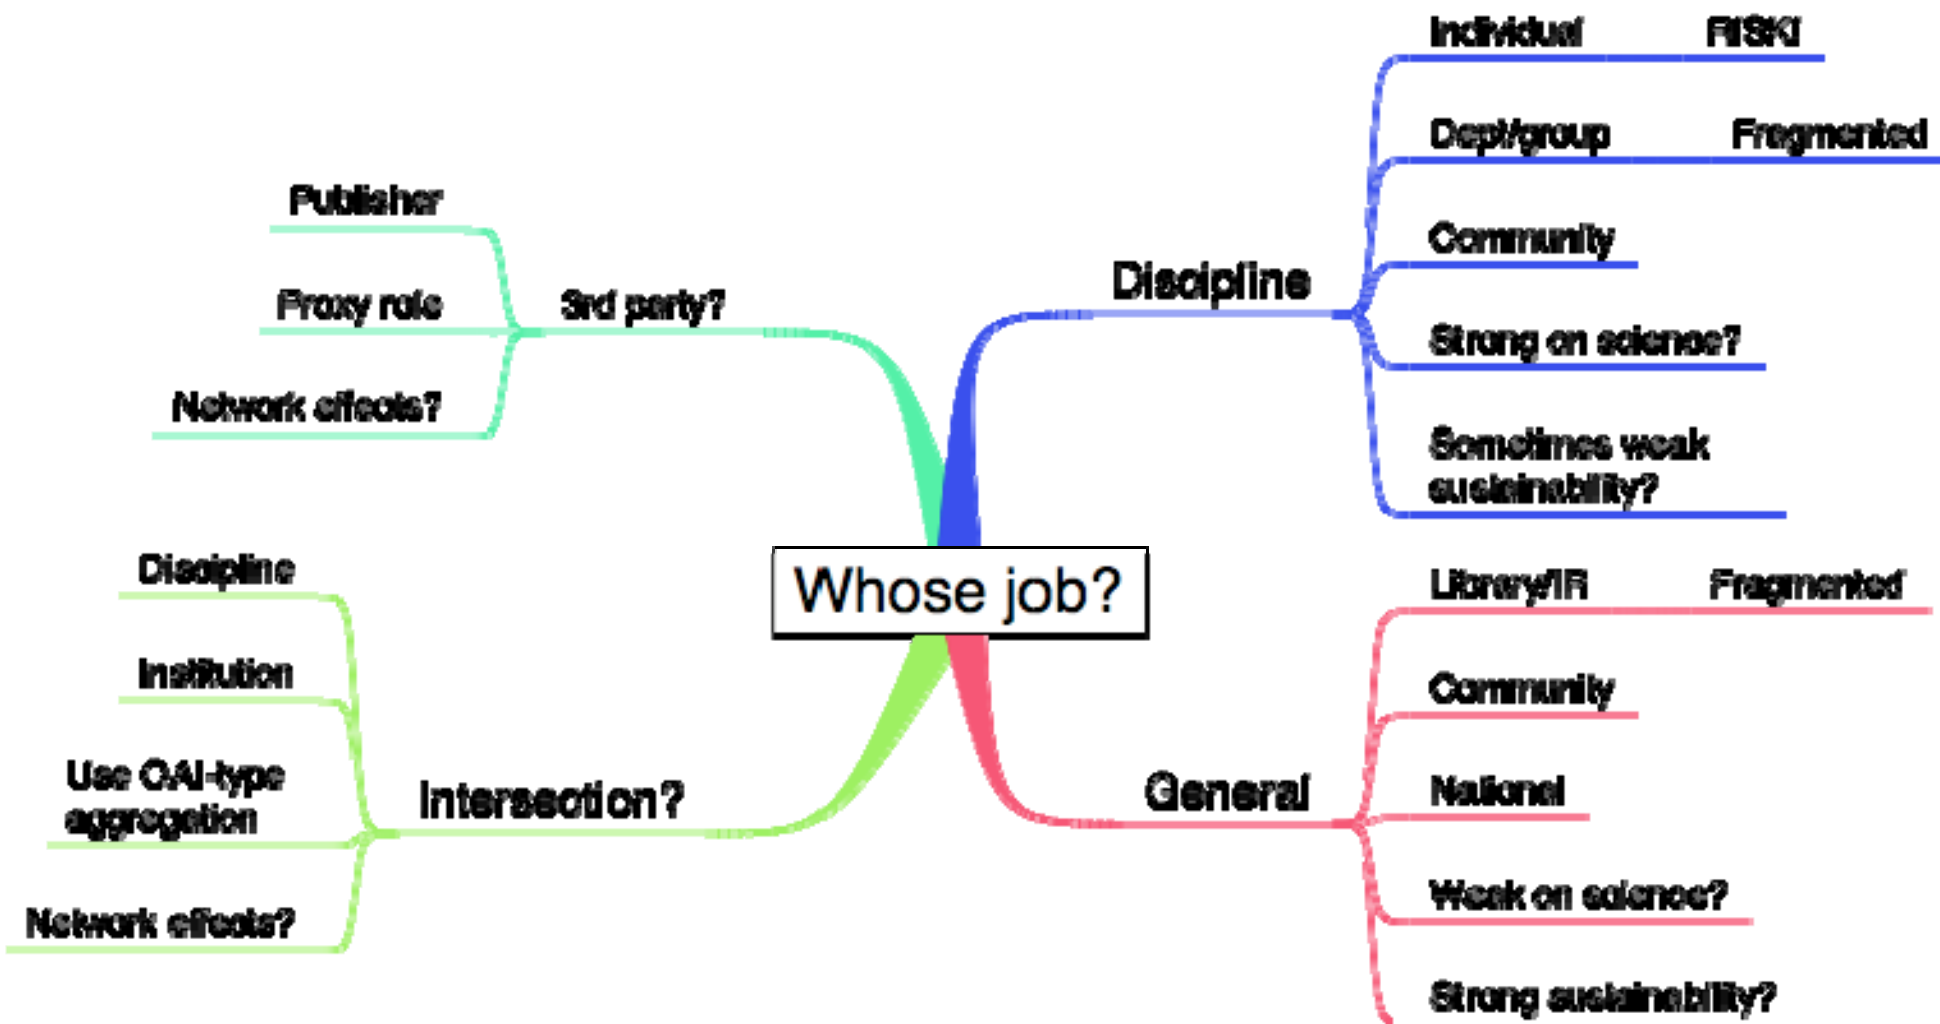 Individual RISK!
Dept/group Fragmented
Community
Discipline
Strong on science?
Sometimes weak
sustainability?
Publisher
Proxy role
3rd party?
Network effects?
Whose job?
Discipline
Institution
Use OAI-type
aggregation
Intersection?
Network effects?
Library/IR Fragmented
Community
General
National
Weak on science?
Strong sustainability?